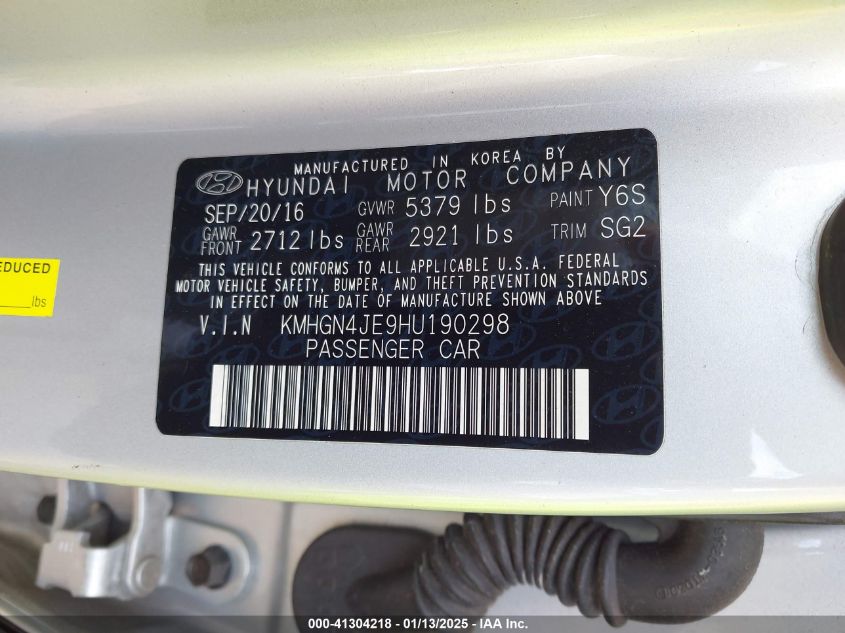 MANUFACTURED IN KOREA BY
HYUNDAI MOTOR COMPANY
SEP/20/16 GVWR 5379 lbs PAINT Y6S
GAWR FRONT 2712 lbs GAWR REAR 2921 lbs TRIM SG2
THIS VEHICLE CONFORMS TO ALL APPLICABLE U.S.A. FEDERAL
MOTOR VEHICLE SAFETY, BUMPER, AND THEFT PREVENTION STANDARDS
IN EFFECT ON THE DATE OF MANUFACTURE SHOWN ABOVE
V.I.N KMHGN4JE9HU190298
PASSENGER CAR
EDUCED
lbs
000-41304218 - 01/13/2025 - IAA Inc.